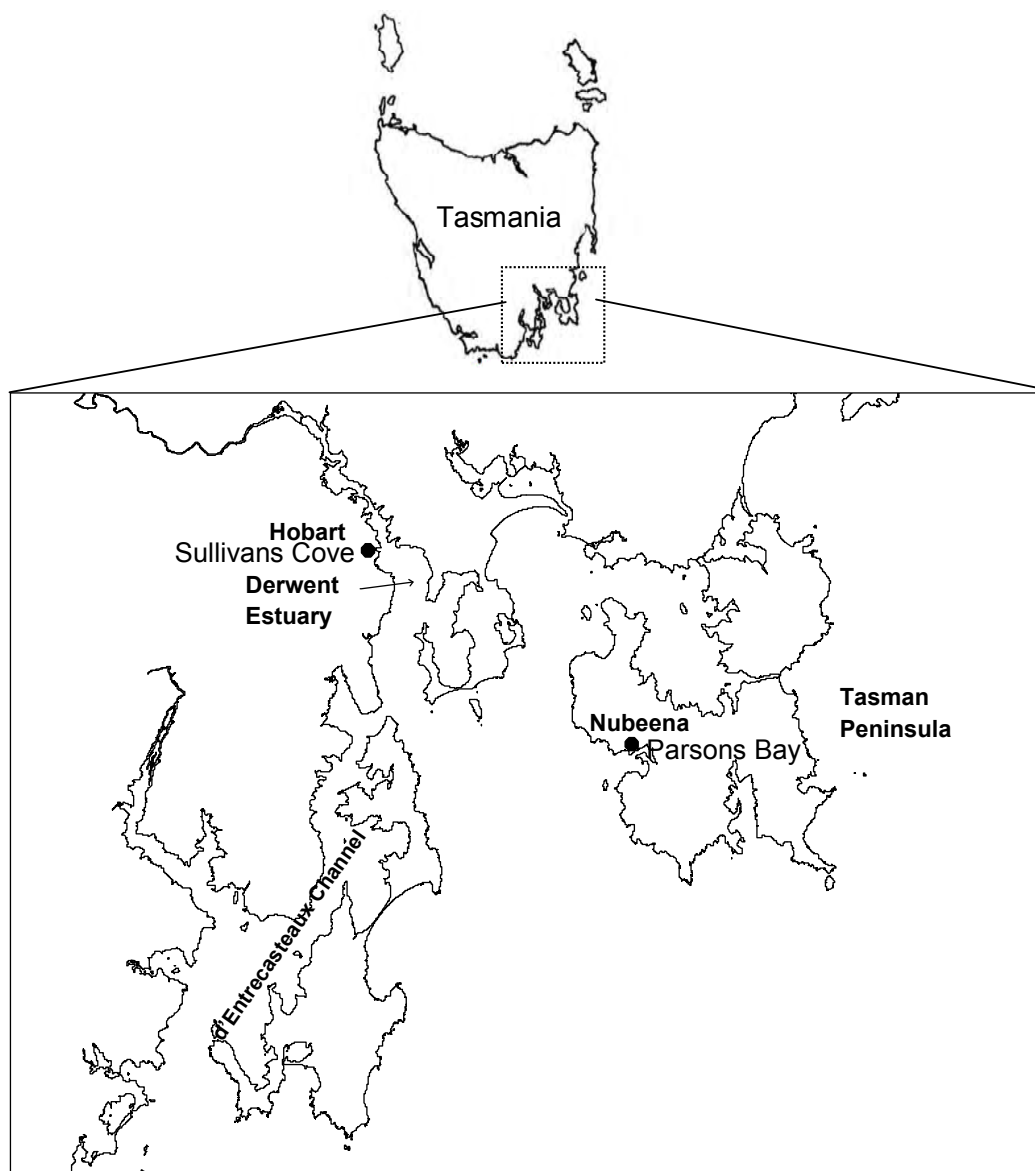 Tasmania
Hobart
Sullivans Cove
Derwent
Estuary
Tasman
Peninsula
Nubeena
Parsons Bay
d'Entrecasteaux Channel